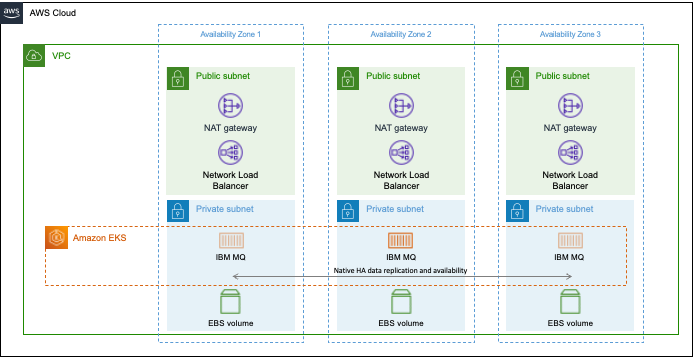 aws
AWS Cloud
Availability Zone 1
Availability Zone 2
Availability Zone 3
VPC
Public subnet
Public subnet
Public subnet
NAT gateway
NAT gateway
NAT gateway
Network Load
Balancer
Network Load
Balancer
Network Load
Balancer
Private subnet
Private subnet
Private subnet
Amazon EKS
IBM MQ
IBM MQ
IBM MQ
Native HA data replication and availability
EBS volume
EBS volume
EBS volume